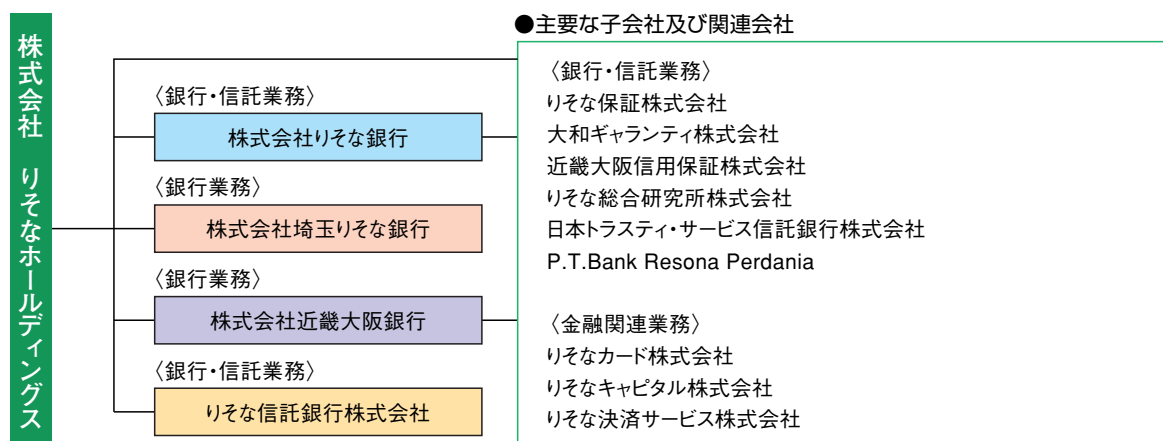 株式会社 りそなホールディングス
〈銀行・信託業務〉
株式会社りそな銀行
〈銀行業務〉
株式会社埼玉りそな銀行
〈銀行業務〉
株式会社近畿大阪銀行
〈銀行・信託業務〉
りそな信託銀行株式会社
●主要な子会社及び関連会社
〈銀行・信託業務〉
りそな保証株式会社
大和ギャランティ株式会社
近畿大阪信用保証株式会社
りそな総合研究所株式会社
日本トラスティ・サービス信託銀行株式会社
P.T.Bank Resona Perdania
〈金融関連業務〉
りそなカード株式会社
りそなキャピタル株式会社
りそな決済サービス株式会社